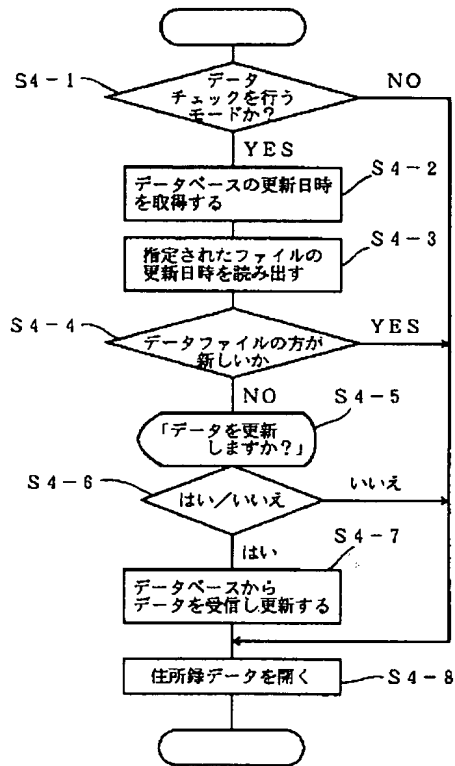 S4-1
データ
チェックを行う
モードか?
NO
YES
S4-2
データベースの更新日時
を取得する
S4-3
指定されたファイルの
更新日時を読み出す
S4-4
データファイルの方が
新しいか
YES
NO
S4-5
「データを更新
しますか?」
S4-6
はい/いいえ
いいえ
はい
S4-7
データベースから
データを受信し更新する
住所録データを開く
S4-8